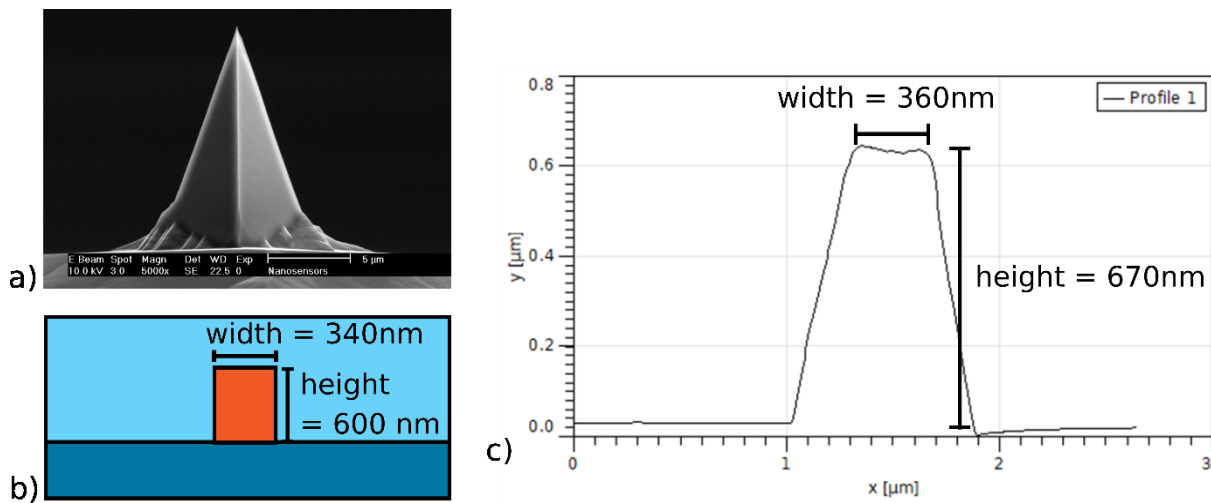 E Beam Spot Magn Det WD Exp
10.0 kV 3.0 5000x SE 22.5 0 Nanosensors
5 µm
a)
width = 340nm
height
= 600 nm
b)
0.8
0.6
0.4
0.2
0.0
y [µm]
width = 360nm
Profile 1
height = 670nm
0 1 2 3
x [µm]
c)